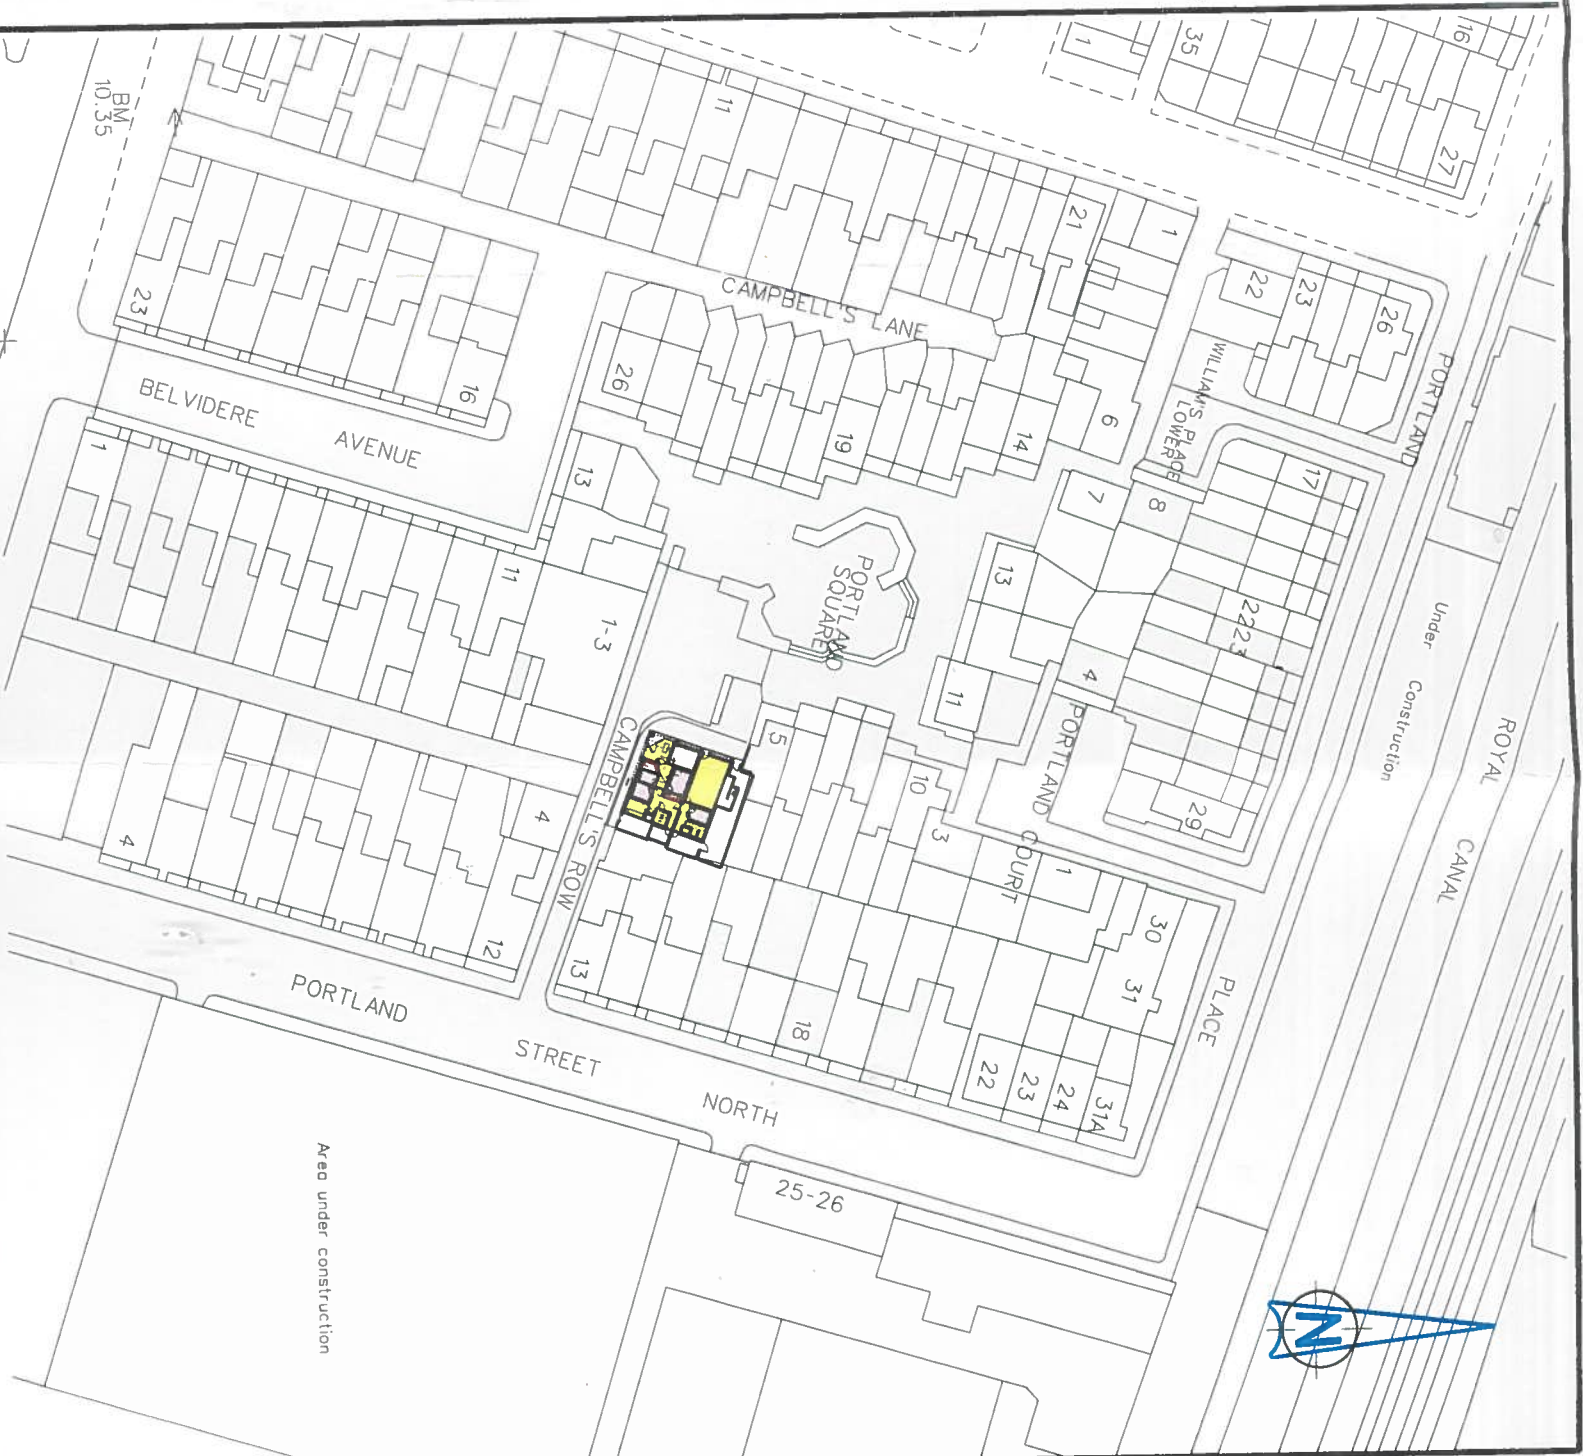 BM
10.35
11
1
35
16
27
21
1
22
23
26
PORTLAND
CAMPBELL'S LANE
WILLIAM'S PLACE
LOWER
23
16
BELVIDERE
AVENUE
26
19
14
6
17
1
13
7
8
PORTLAND
SQUARE
13
11
1-3
22 23
4
11
5
10
3
PORTLAND
COURT
29
Under
Construction
ROYAL
CANAL
CAMPBELL'S ROW
4
4
12
13
18
1
30
31
PLACE
22
23
24
31A
PORTLAND
STREET
NORTH
25-26
Area under construction
N